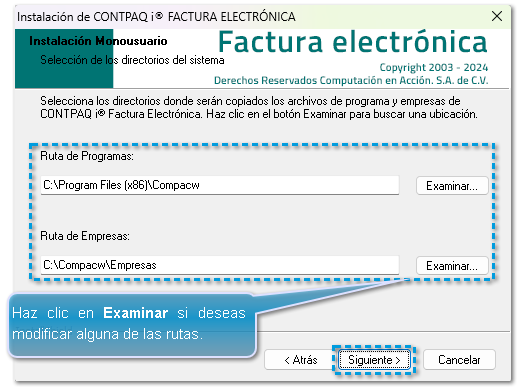 Instalación de CONTPAQ i® FACTURA ELECTRÓNICA
Instalación Monousuario
Selección de los directorios del sistema
Factura electrónica
Copyright 2003 - 2024
Derechos Reservados Computación en Acción. S.A. de C.V.
Selecciona los directorios donde serán copiados los archivos de programa y empresas de
CONTPAQ i® Factura Electrónica. Haz clic en el botón Examinar para buscar una ubicación.
Ruta de Programas:
C:\Program Files (x86)\Compacw
Examinar...
Ruta de Empresas:
C:\Compacw\Empresas
Examinar...
Haz clic en Examinar si deseas
modificar alguna de las rutas.
< Atrás
Siguiente >
Cancelar